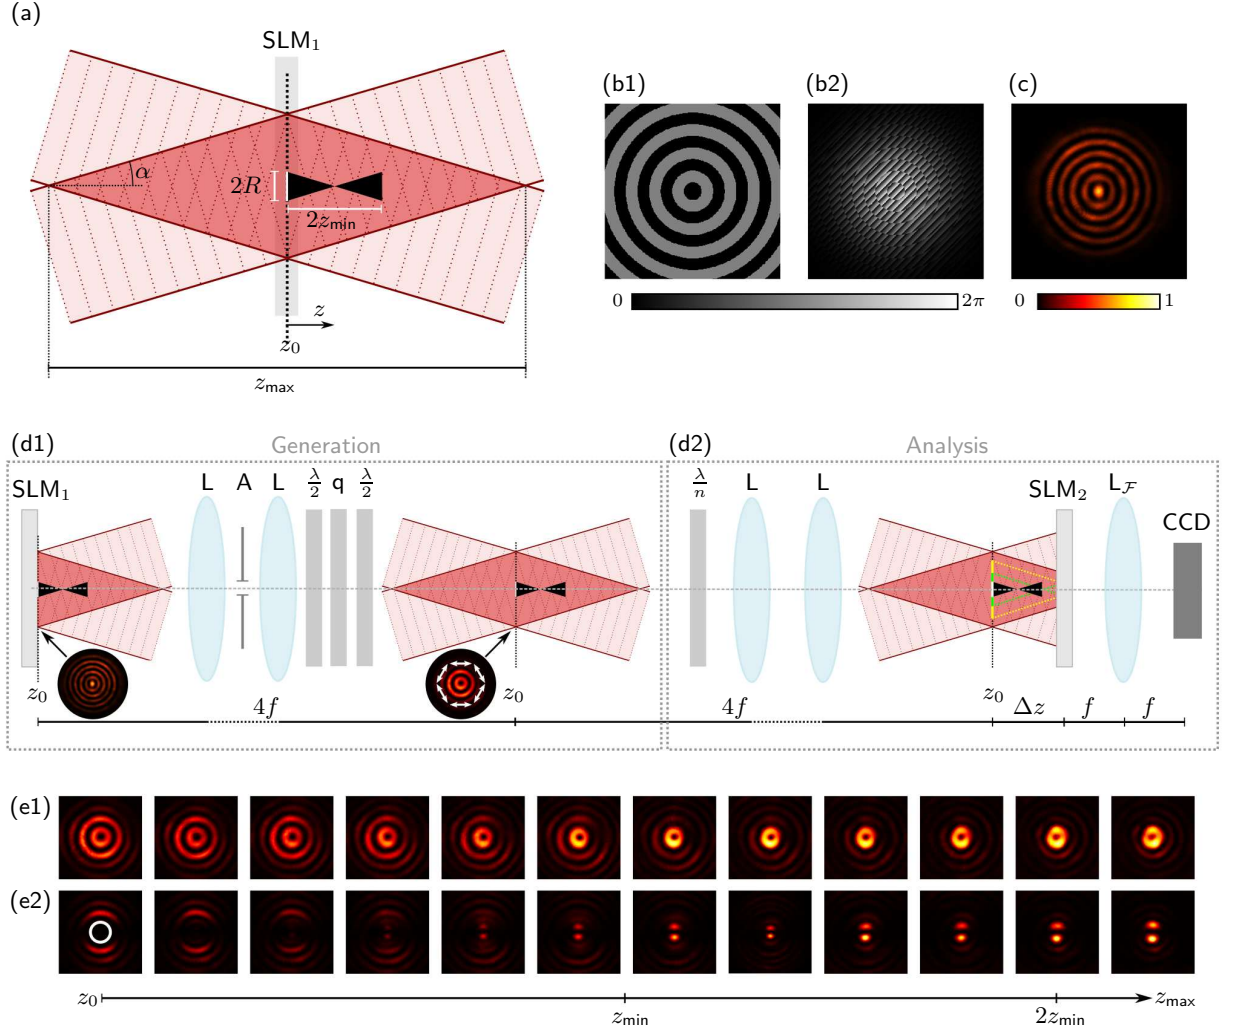 (a)
SLM₁
α
2R
2z_min
z
z₀
z_max
(b1)
(b2)
(c)
0
2π
0
1
(d1)
Generation
(d2)
Analysis
SLM₁
L
A
L
λ/2
q
λ/2
λ/n
L
L
SLM₂
L_ℱ
CCD
z₀
4f
z₀
4f
z₀
Δz
f
f
(e1)
(e2)
z₀
z_min
2z_min
z_max